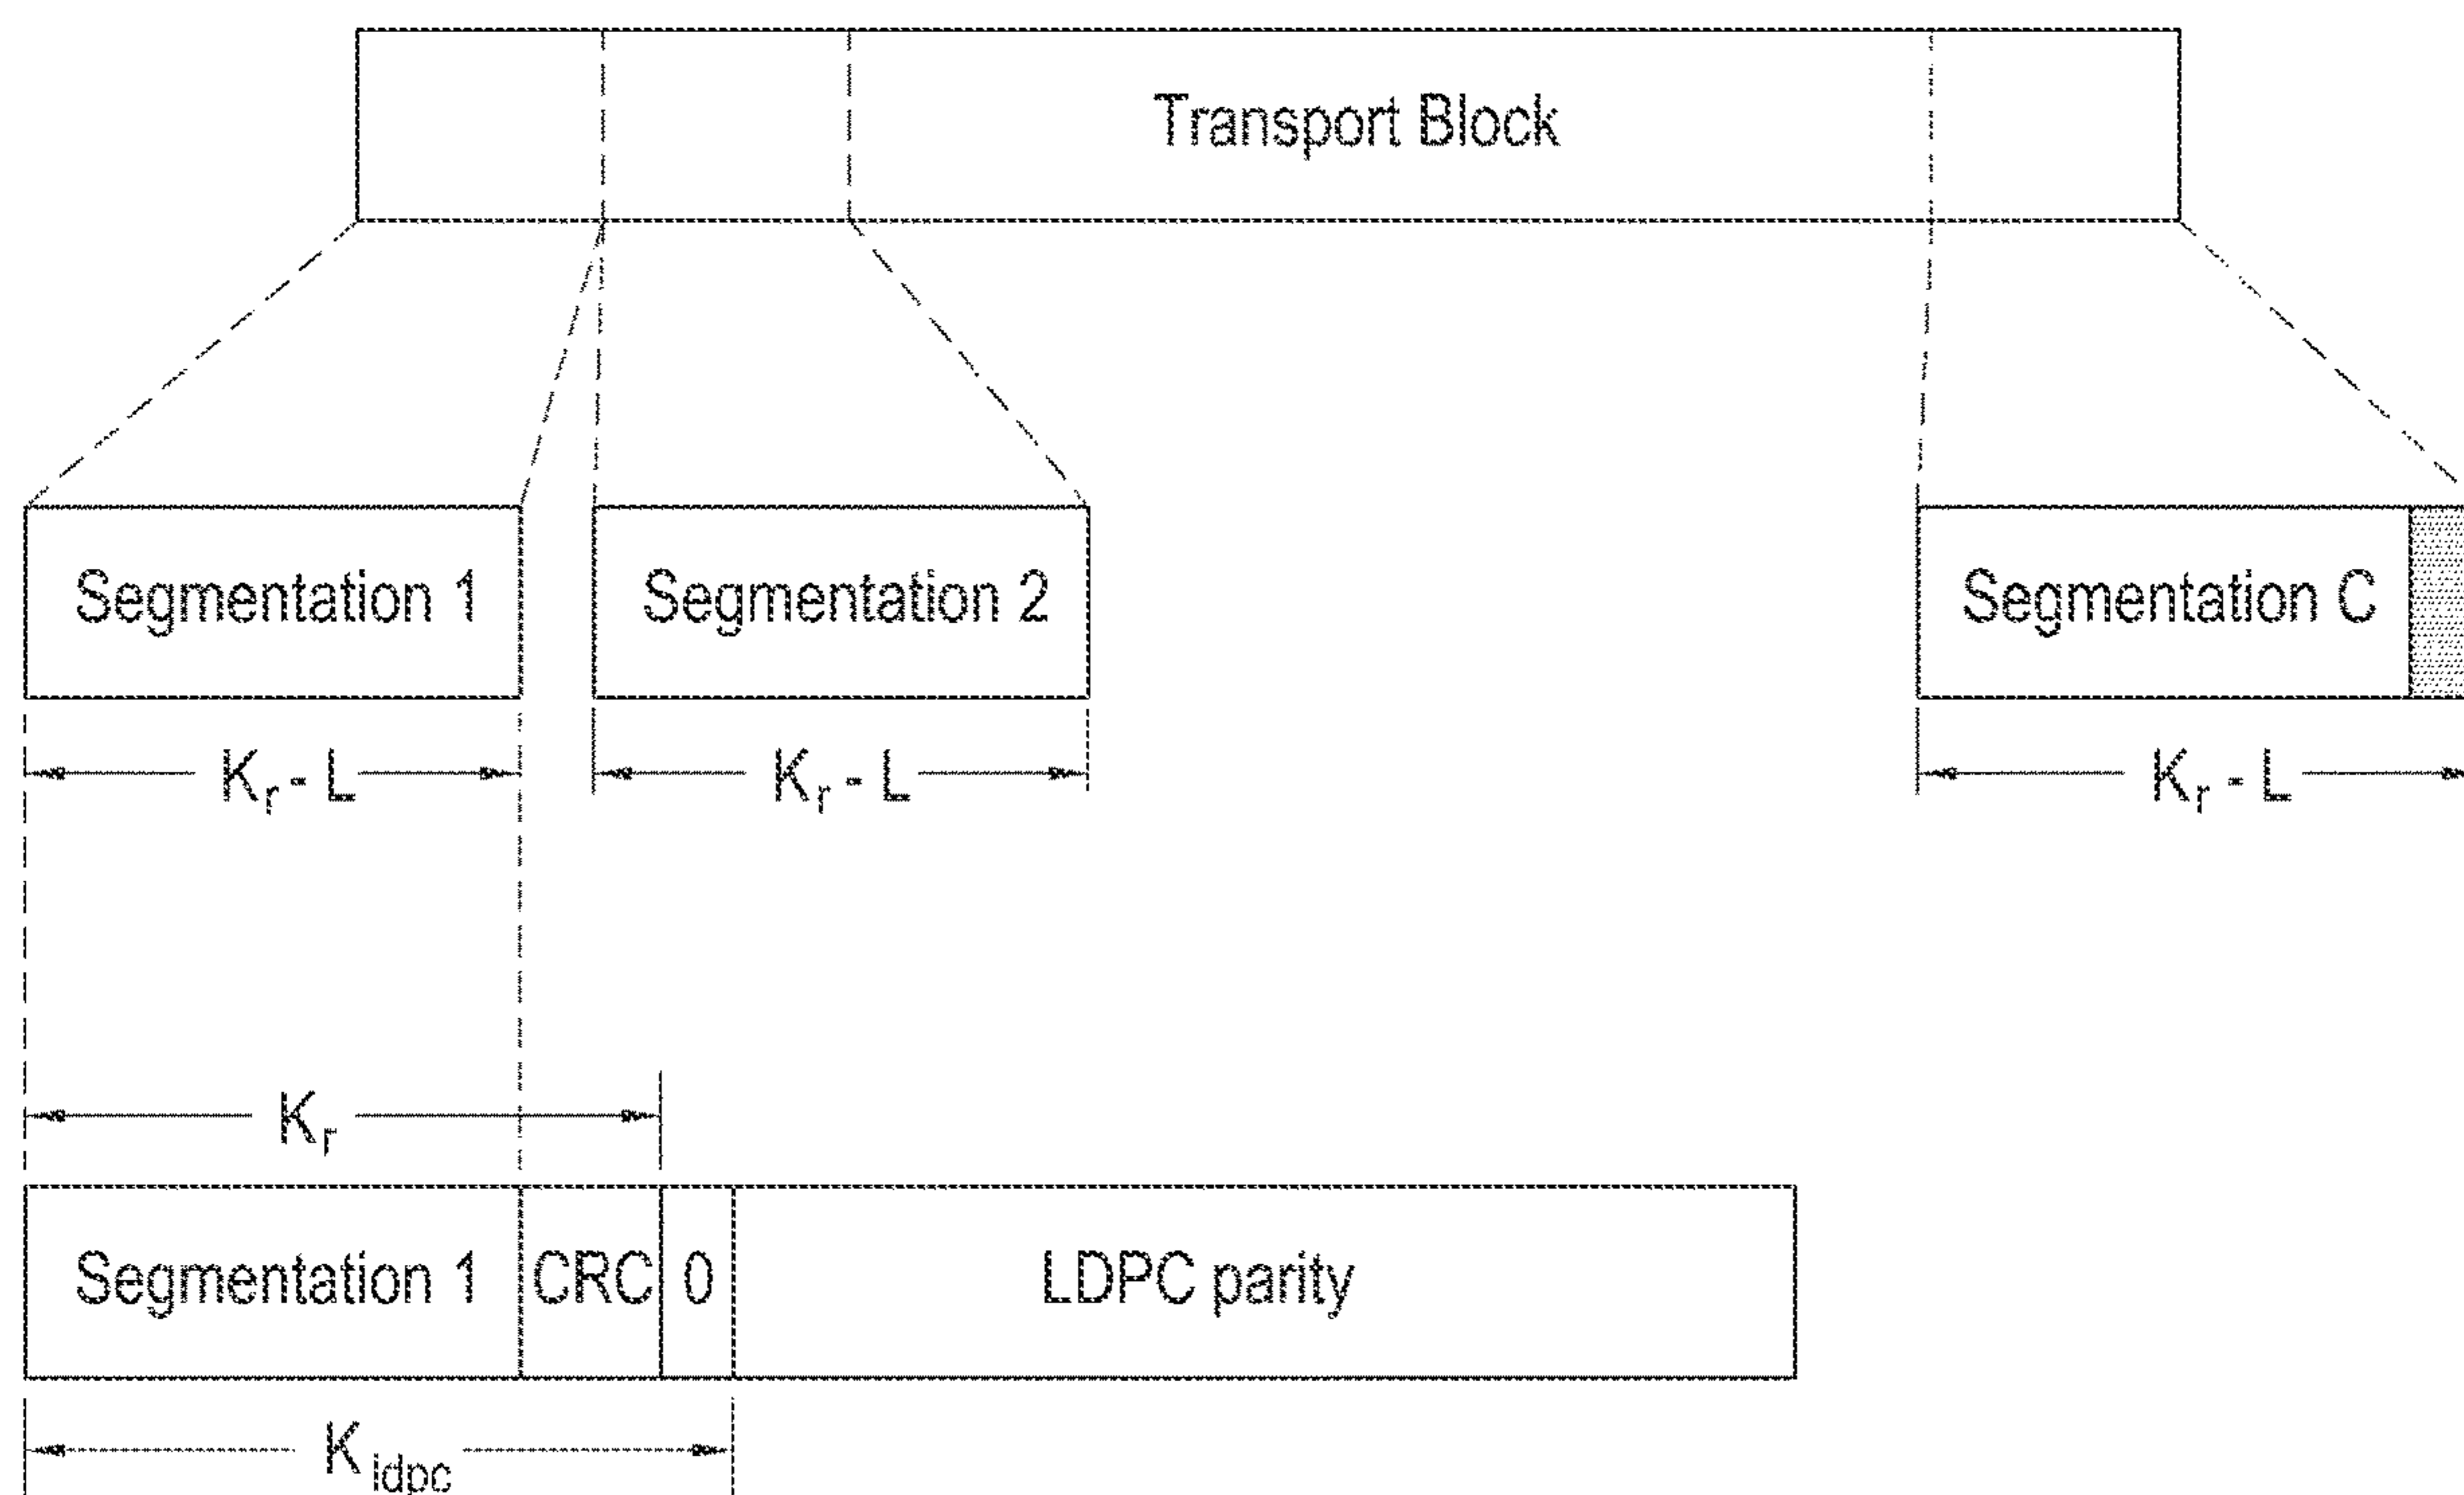 Transport Block
Segmentation 1
Segmentation 2
Segmentation C
Kr - L
Kr - L
Kr - L
Kr
Segmentation 1
CRC
0
LDPC parity
Kldpc